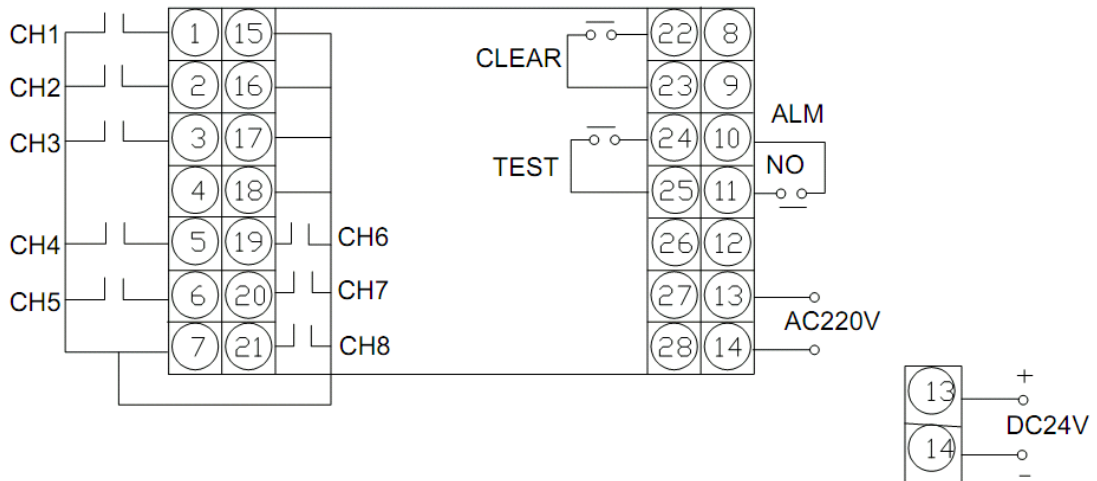 CH1 1 15 CLEAR 22 8
CH2 2 16 23 9
CH3 3 17 TEST 24 10 ALM
4 18 25 11 NO
CH4 5 19 CH6 26 12
CH5 6 20 CH7 27 13 AC220V
7 21 CH8 28 14
13 + DC24V
14 -